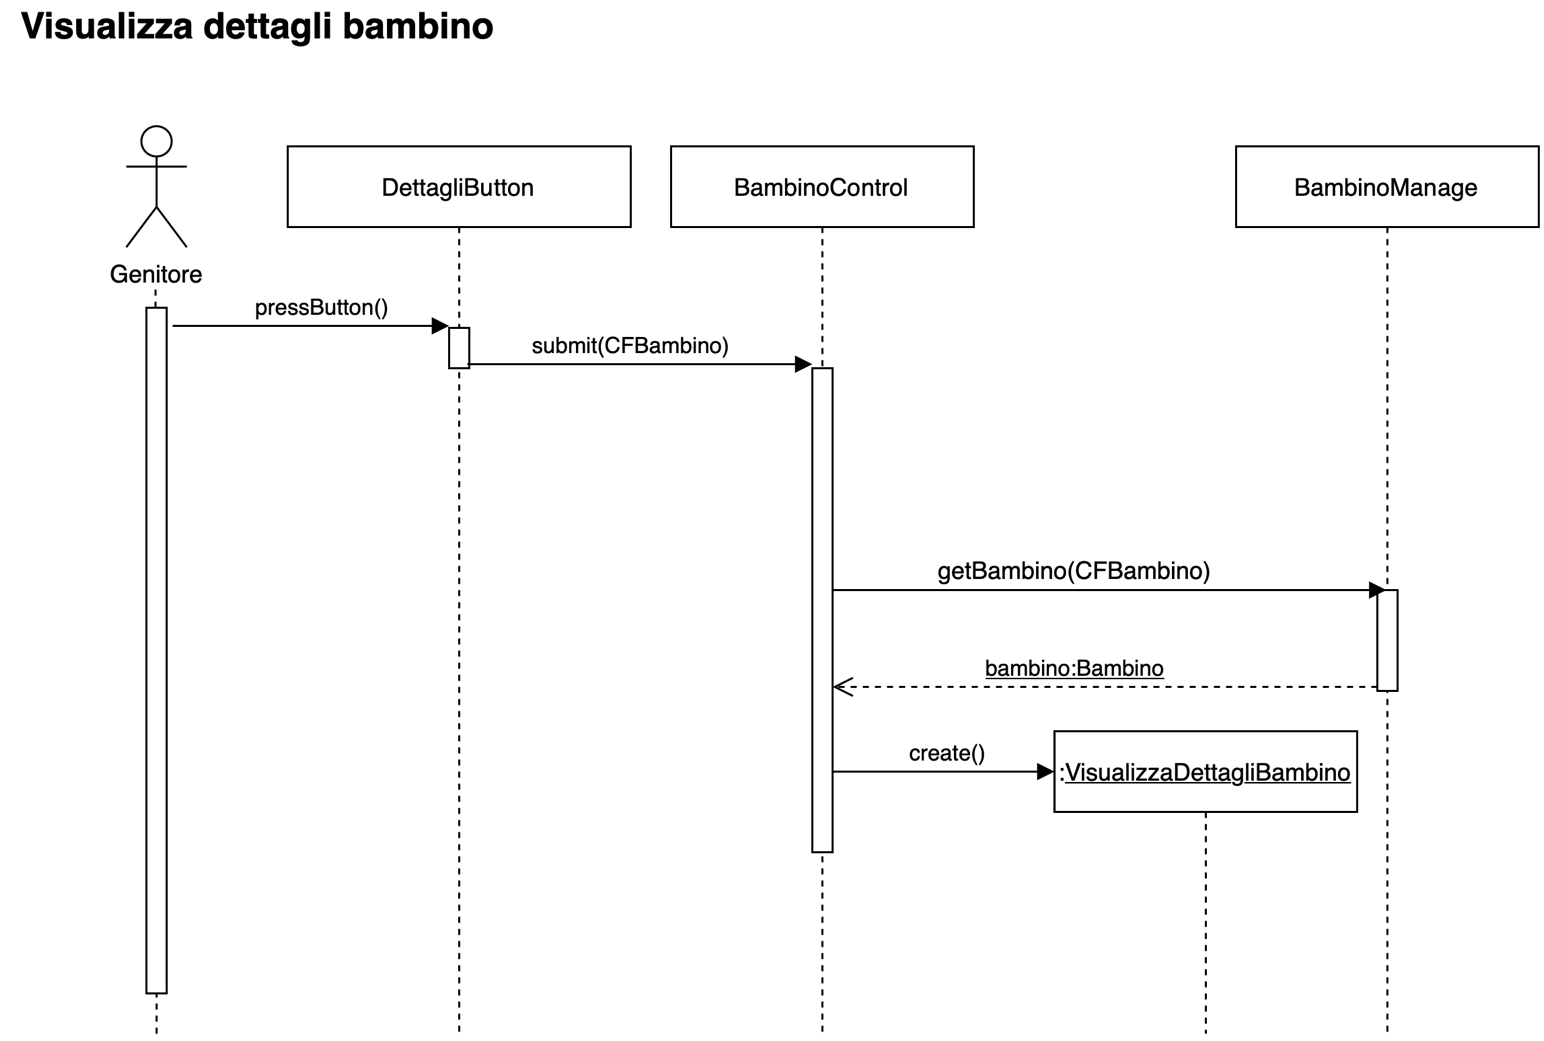 Visualizza dettagli bambino
DettagliButton
BambinoControl
BambinoManage
Genitore
pressButton()
submit(CFBambino)
getBambino(CFBambino)
bambino:Bambino
create()
:VisualizzaDettagliBambino